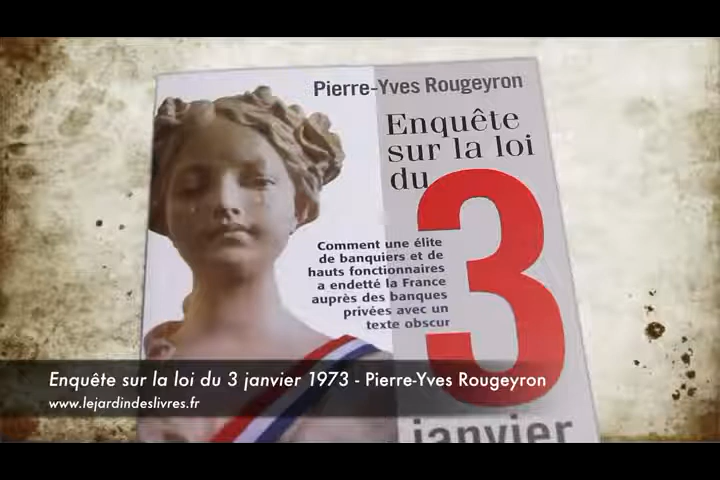 Pierre-Yves Rougeyron
Enquête
sur la loi
du 3
janvier
Comment une élite
de banquiers et de
hauts fonctionnaires
a endetté la France
auprès des banques
privées avec un
texte obscur
Enquête sur la loi du 3 janvier 1973 - Pierre-Yves Rougeyron
www.lejardindeslivres.fr